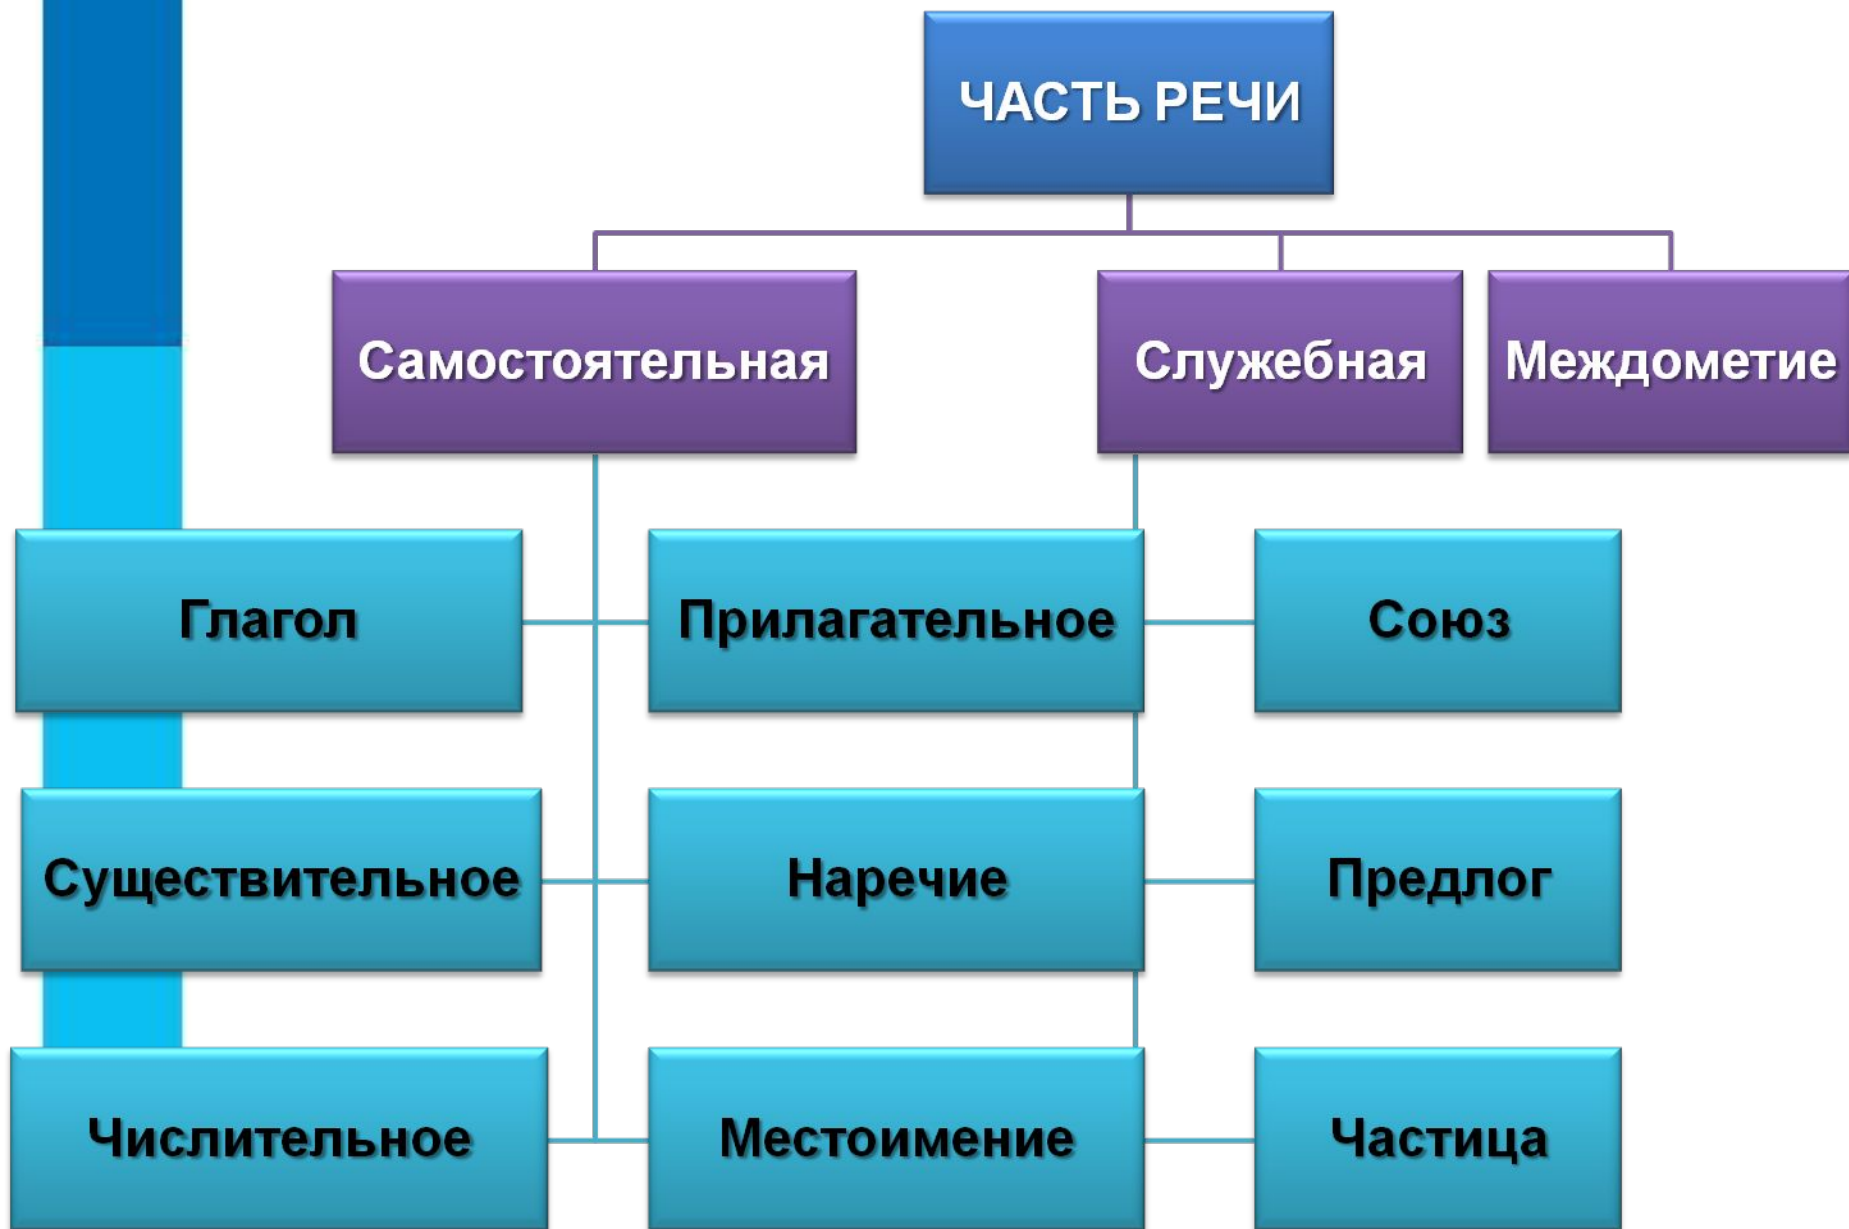 ЧАСТЬ РЕЧИ
Самостоятельная
Служебная
Междометие
Глагол
Прилагательное
Союз
Существительное
Наречие
Предлог
Числительное
Местоимение
Частица